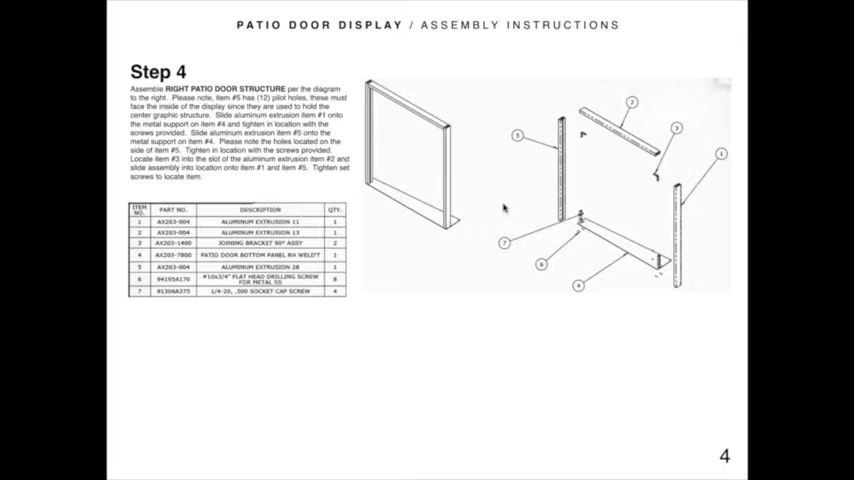 PATIO DOOR DISPLAY / ASSEMBLY INSTRUCTIONS
Step 4
Assemble RIGHT PATIO DOOR STRUCTURE per the diagram
to the right. Please note, item #5 has (12) pilot holes, these must
face the inside of the display since they are used to hold the
center graphic structure. Slide aluminum extrusion item #1 onto
the metal support on item #4 and tighten in location with the
screws provided. Slide aluminum extrusion item #5 onto the
metal support on item #4. Please note the holes located on the
side of item #5. Tighten in location with the screws provided.
Locate item #3 into the slot of the aluminum extrusion item #2 and
slide assembly into location onto item #1 and item #5. Tighten set
screws to locate item.
ITEM NO. PART NO. DESCRIPTION QTY.
1 AX203-004 ALUMINUM EXTRUSION 11 1
2 AX203-004 ALUMINUM EXTRUSION 13 1
3 AX203-1400 JOINING BRACKET 90° ASSY 2
4 AX203-7800 PATIO DOOR BOTTOM PANEL RH WELD'T 1
5 AX203-004 ALUMINUM EXTRUSION 28 1
6 94195A170 #10x3/4" FLAT HEAD DRILLING SCREW FOR METAL SS 8
7 91306A375 1/4-20, .500 SOCKET CAP SCREW 4
2
3
5
1
7
6
4
4